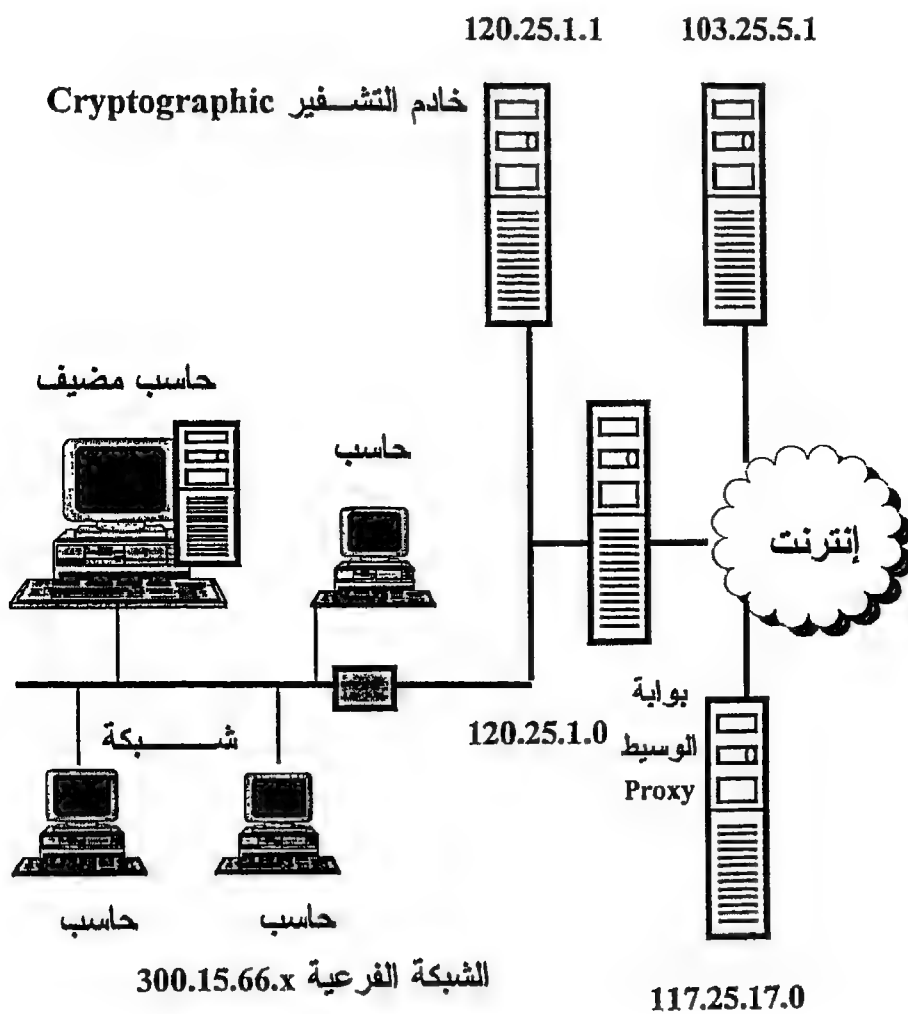 120.25.1.1
103.25.5.1
خادم التشفير Cryptographic
حاسب مضيف
حاسب
إنترنت
شبكة
120.25.1.0
بوابة
الوسيط
Proxy
حاسب
حاسب
الشبكة الفرعية 300.15.66.x
117.25.17.0